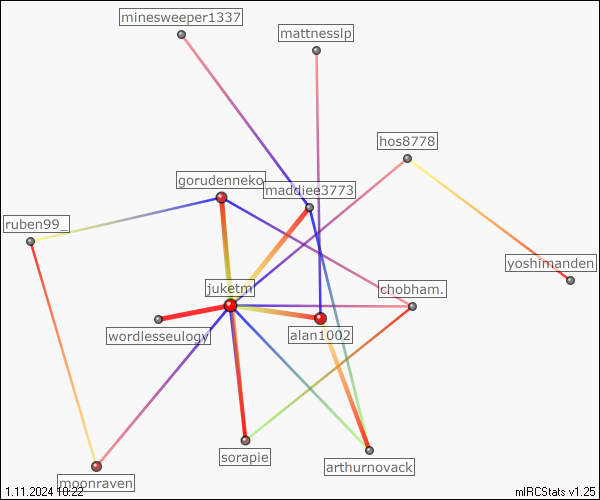 minesweeper1337
mattnesslp
hos8778
gorudenneko
maddiee3773
ruben99_
yoshimanden
juketm
chobham.
wordlesseulogy
alan1002
sorapie
arthurnovack
moonraven
1.11.2024 10:22
mIRCStats v1.25